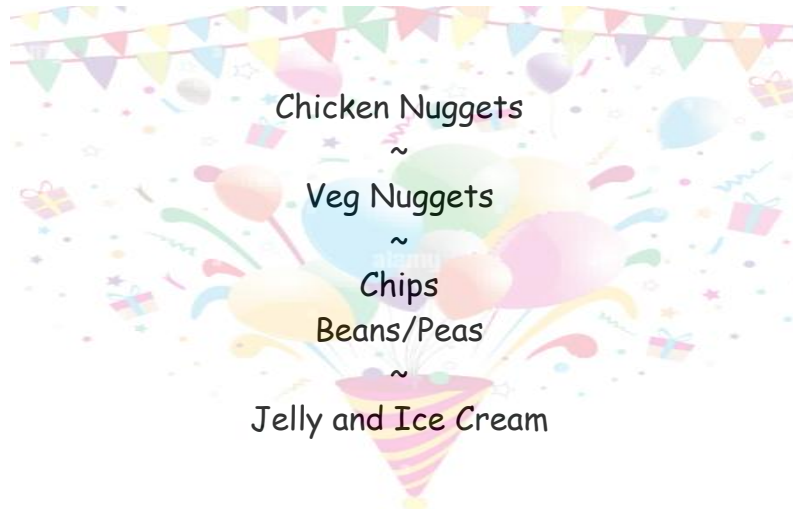 Chicken Nuggets
~
Veg Nuggets
~
Chips
Beans/Peas
~
Jelly and Ice Cream